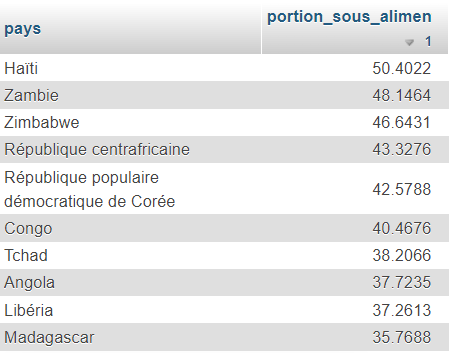 pays portion_sous_alimen
1
Haïti 50.4022
Zambie 48.1464
Zimbabwe 46.6431
République centrafricaine 43.3276
République populaire
démocratique de Corée 42.5788
Congo 40.4676
Tchad 38.2066
Angola 37.7235
Libéria 37.2613
Madagascar 35.7688